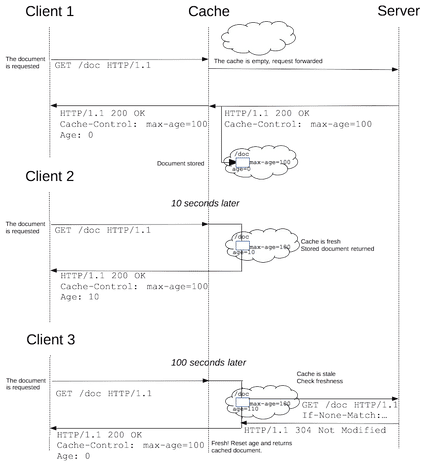 Client 1
Cache
Server
The document
is requested
GET /doc HTTP/1.1
The cache is empty, request forwarded
HTTP/1.1 200 OK
Cache-Control: max-age=100
Age: 0
HTTP/1.1 200 OK
Cache-Control: max-age=100
Document stored
/doc
max-age=100
age=0
Client 2
10 seconds later
The document
is requested
GET /doc HTTP/1.1
/doc
max-age=100
age=10
Cache is fresh
Stored document returned
HTTP/1.1 200 OK
Cache-Control: max-age=100
Age: 10
Client 3
100 seconds later
Cache is stale
Check freshness
The document
is requested
GET /doc HTTP/1.1
/doc
max-age=100
age=110
GET /doc HTTP/1.1
If-None-Match:…
HTTP/1.1 304 Not Modified
HTTP/1.1 200 OK
Cache-Control: max-age=100
Age: 0
Fresh! Reset age and returns
cached document.